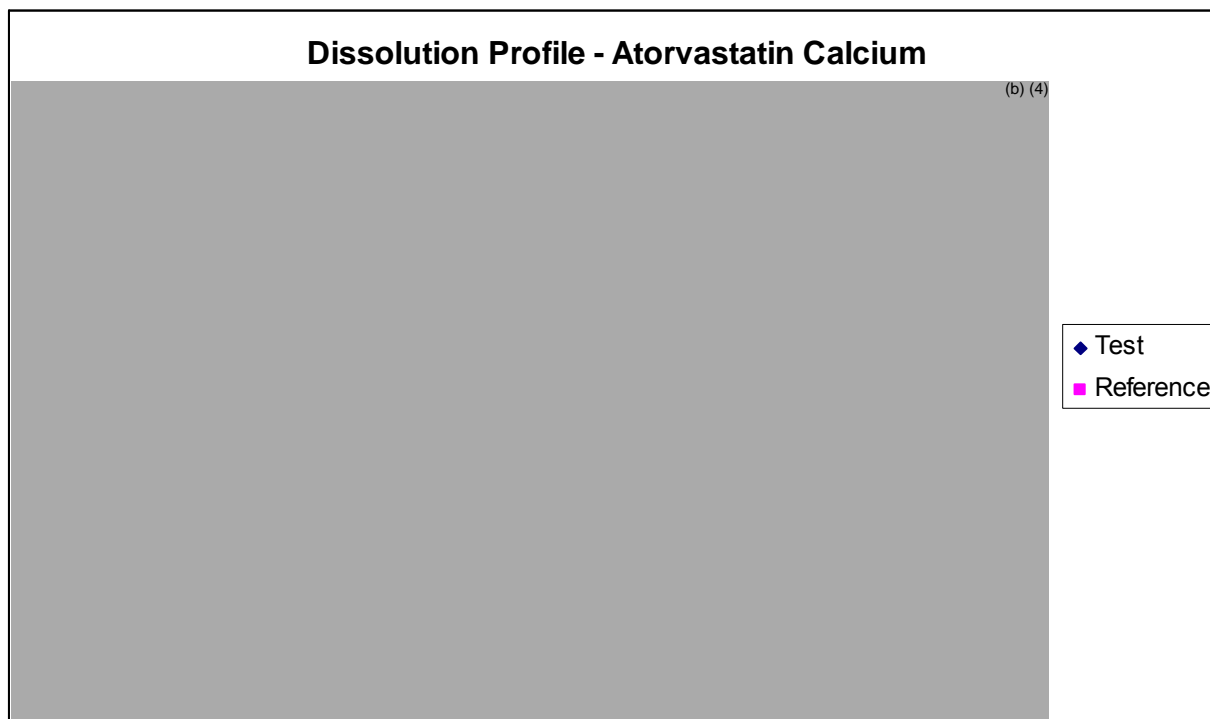 Dissolution Profile - Atorvastatin Calcium
(b) (4)
Test
Reference